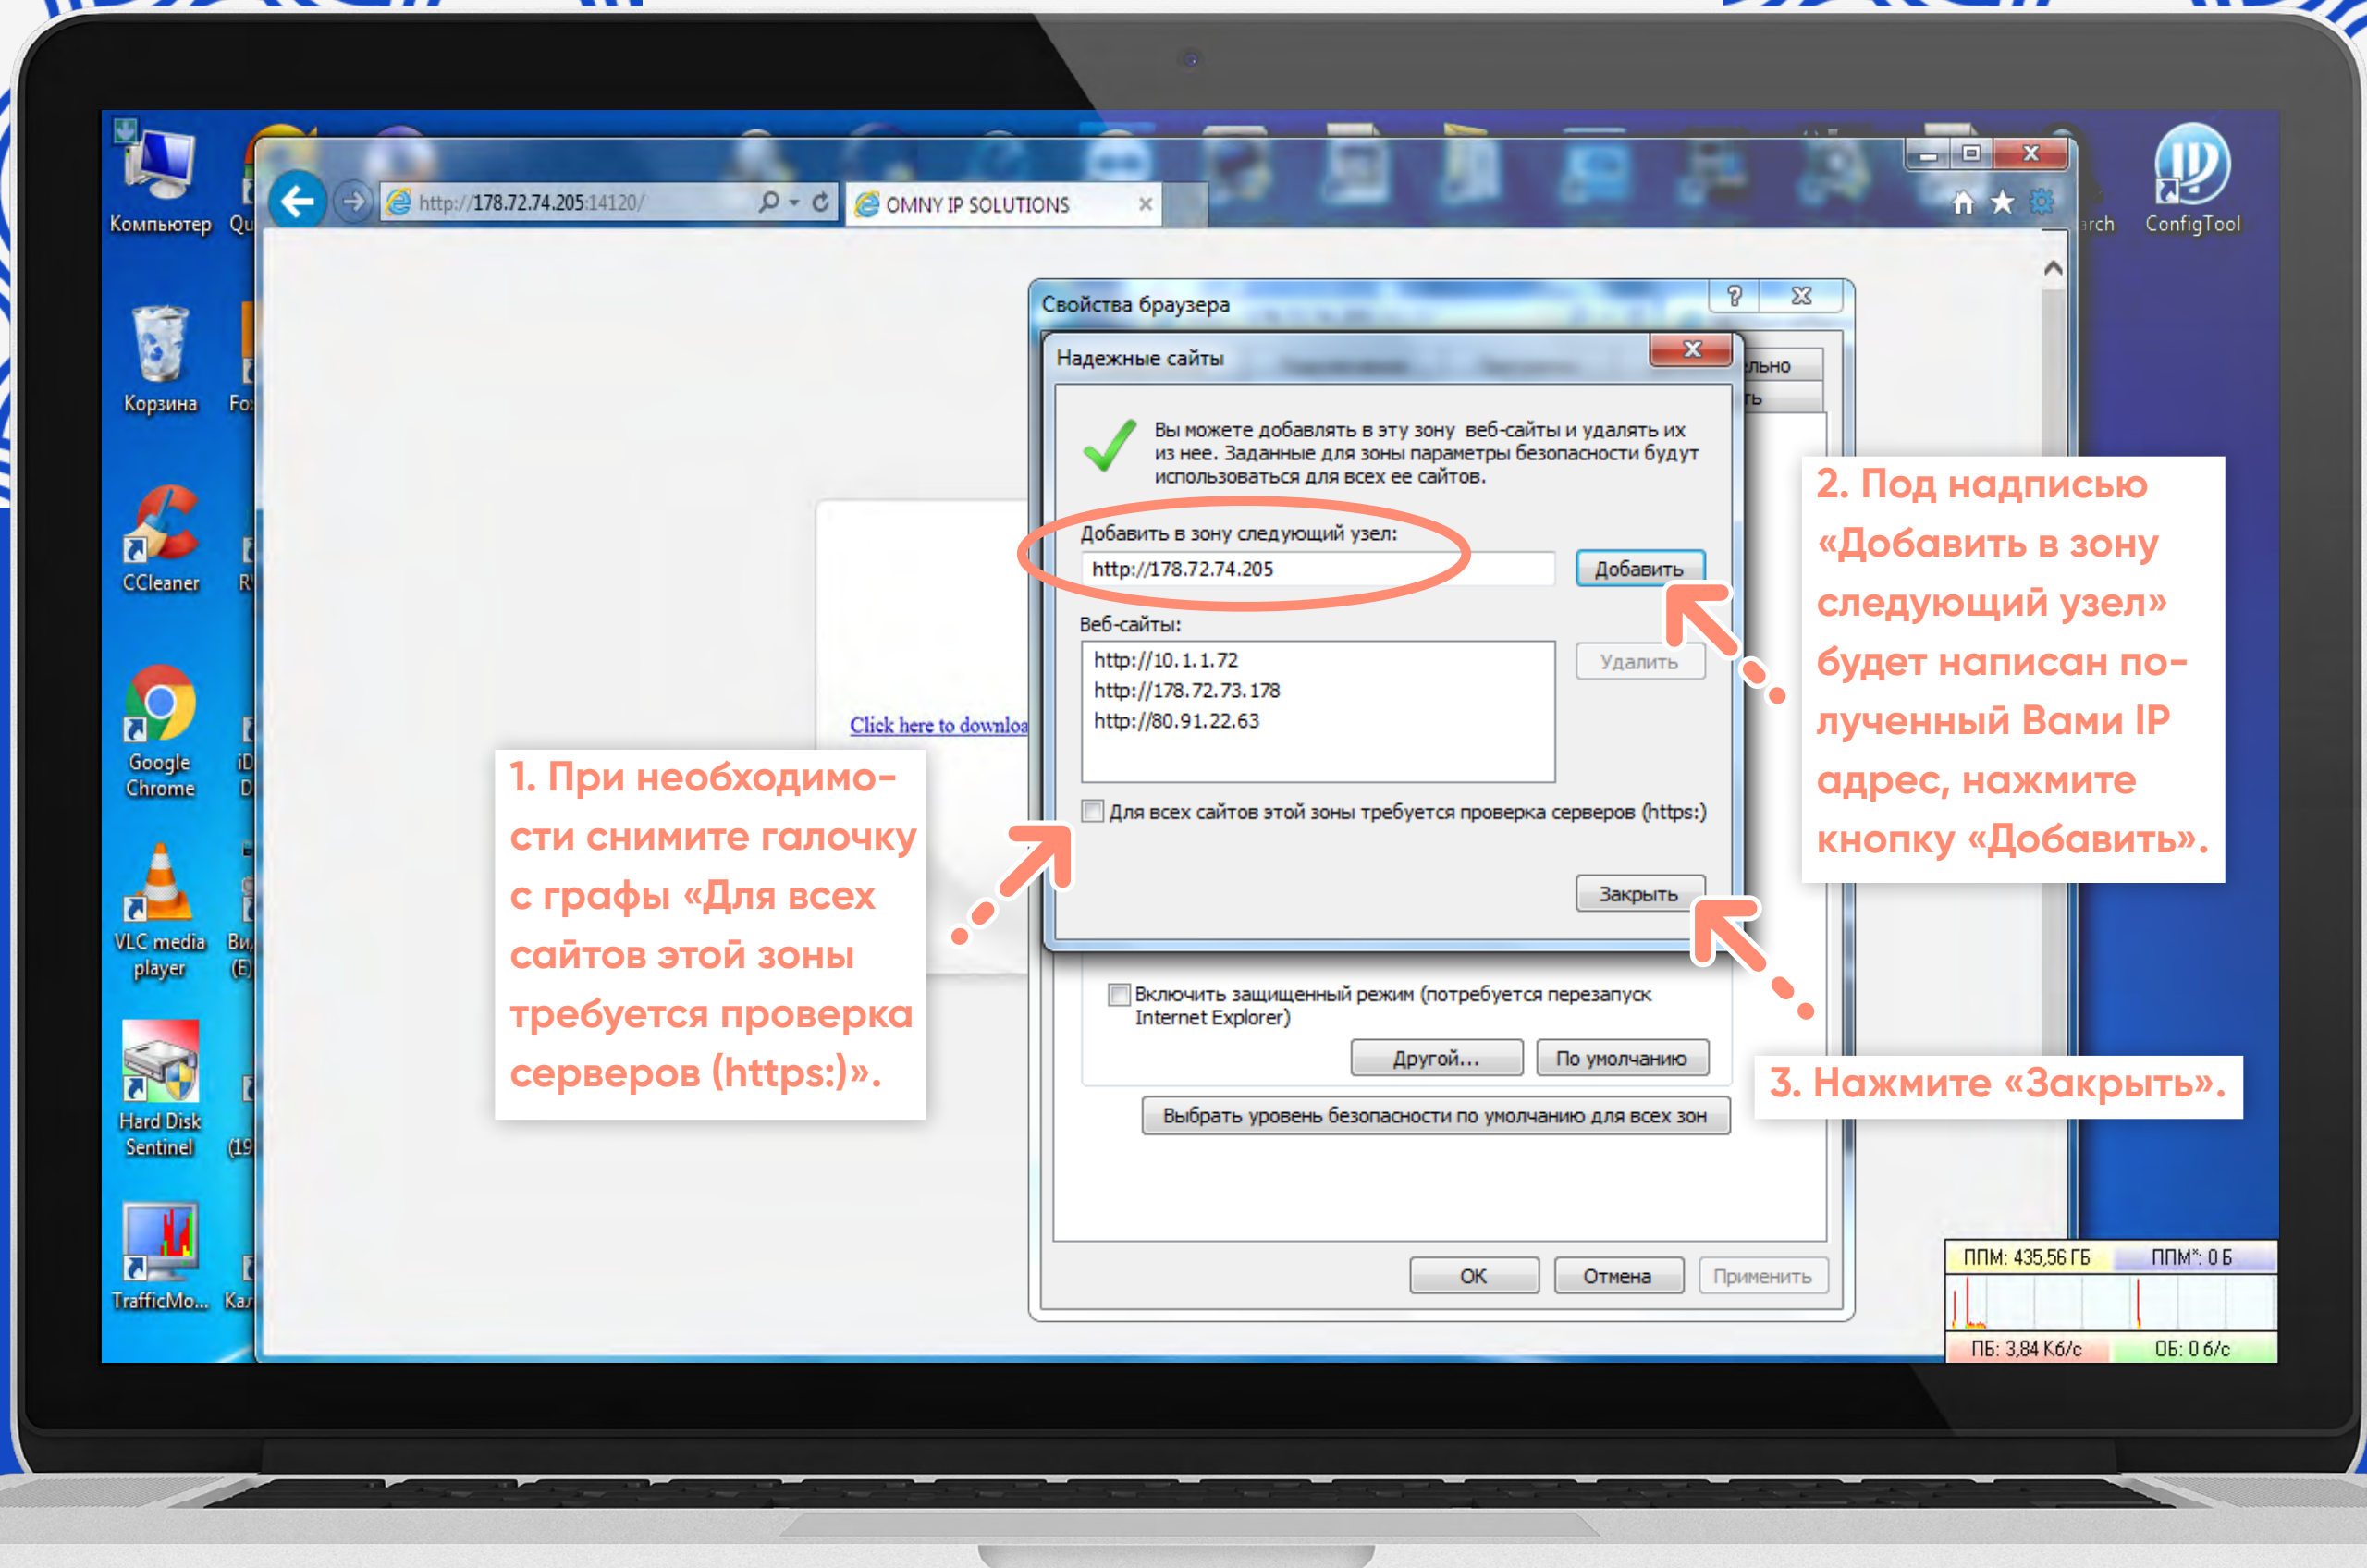 Компьютер
Корзина
CCleaner
Google
Chrome
VLC media
player
Hard Disk
Sentinel
TrafficMo...
ConfigTool
http://178.72.74.205:14120/
OMNY IP SOLUTIONS
Свойства браузера
Надежные сайты
Вы можете добавлять в эту зону веб-сайты и удалять их
из нее. Заданные для зоны параметры безопасности будут
использоваться для всех ее сайтов.
Добавить в зону следующий узел:
http://178.72.74.205
Добавить
Веб-сайты:
http://10.1.1.72
http://178.72.73.178
http://80.91.22.63
Удалить
Для всех сайтов этой зоны требуется проверка серверов (https:)
Закрыть
Click here to downloa
1. При необходимо-
сти снимите галочку
с графы «Для всех
сайтов этой зоны
требуется проверка
серверов (https:)».
2. Под надписью
«Добавить в зону
следующий узел»
будет написан по-
лученный Вами IP
адрес, нажмите
кнопку «Добавить».
3. Нажмите «Закрыть».
Включить защищенный режим (потребуется перезапуск
Internet Explorer)
Другой...
По умолчанию
Выбрать уровень безопасности по умолчанию для всех зон
ОК
Отмена
Применить
ППМ: 435,56 ГБ
ППМ*: 0 Б
ПБ: 3,84 Кб/с
ОБ: 0 б/с